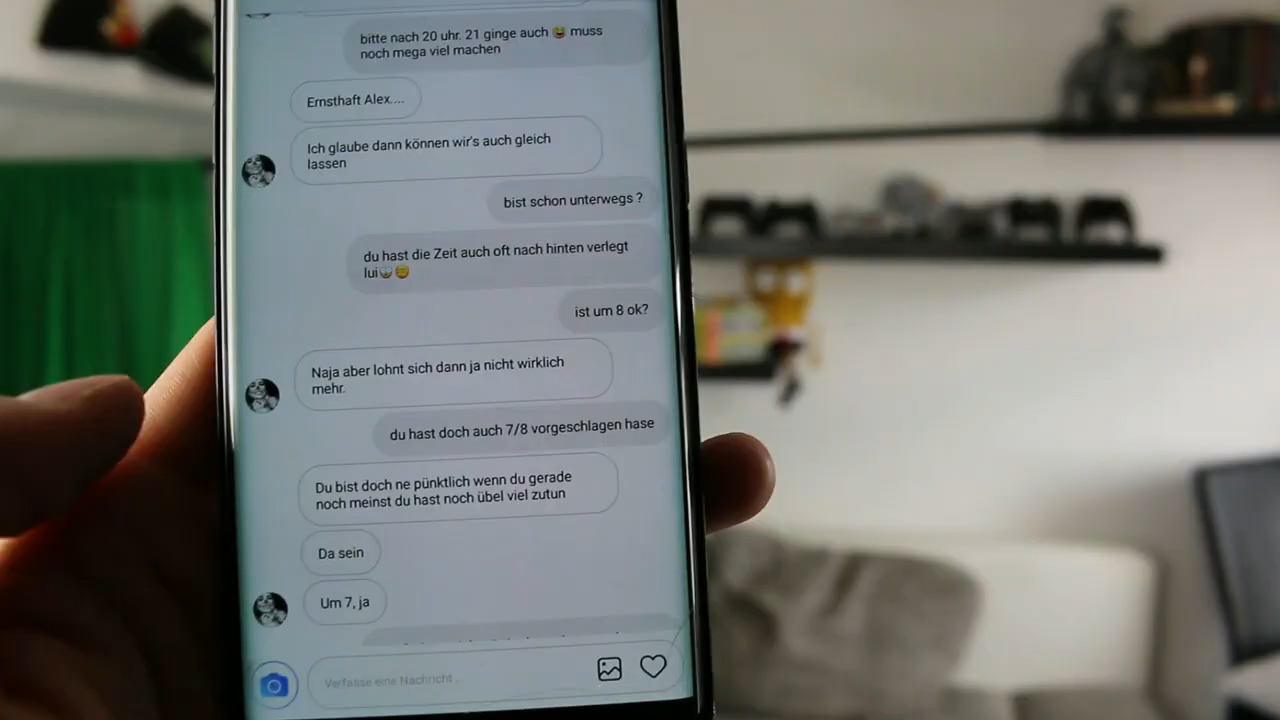 bitte nach 20 uhr. 21 ginge auch 😅 muss
noch mega viel machen
Ernsthaft Alex....
Ich glaube dann können wir's auch gleich
lassen
bist schon unterwegs ?
du hast die Zeit auch oft nach hinten verlegt
lui
ist um 8 ok?
Naja aber lohnt sich dann ja nicht wirklich
mehr.
du hast doch auch 7/8 vorgeschlagen hase
Du bist doch ne pünktlich wenn du gerade
noch meinst du hast noch übel viel zutun
Da sein
Um 7, ja
Verfasse eine Nachricht...